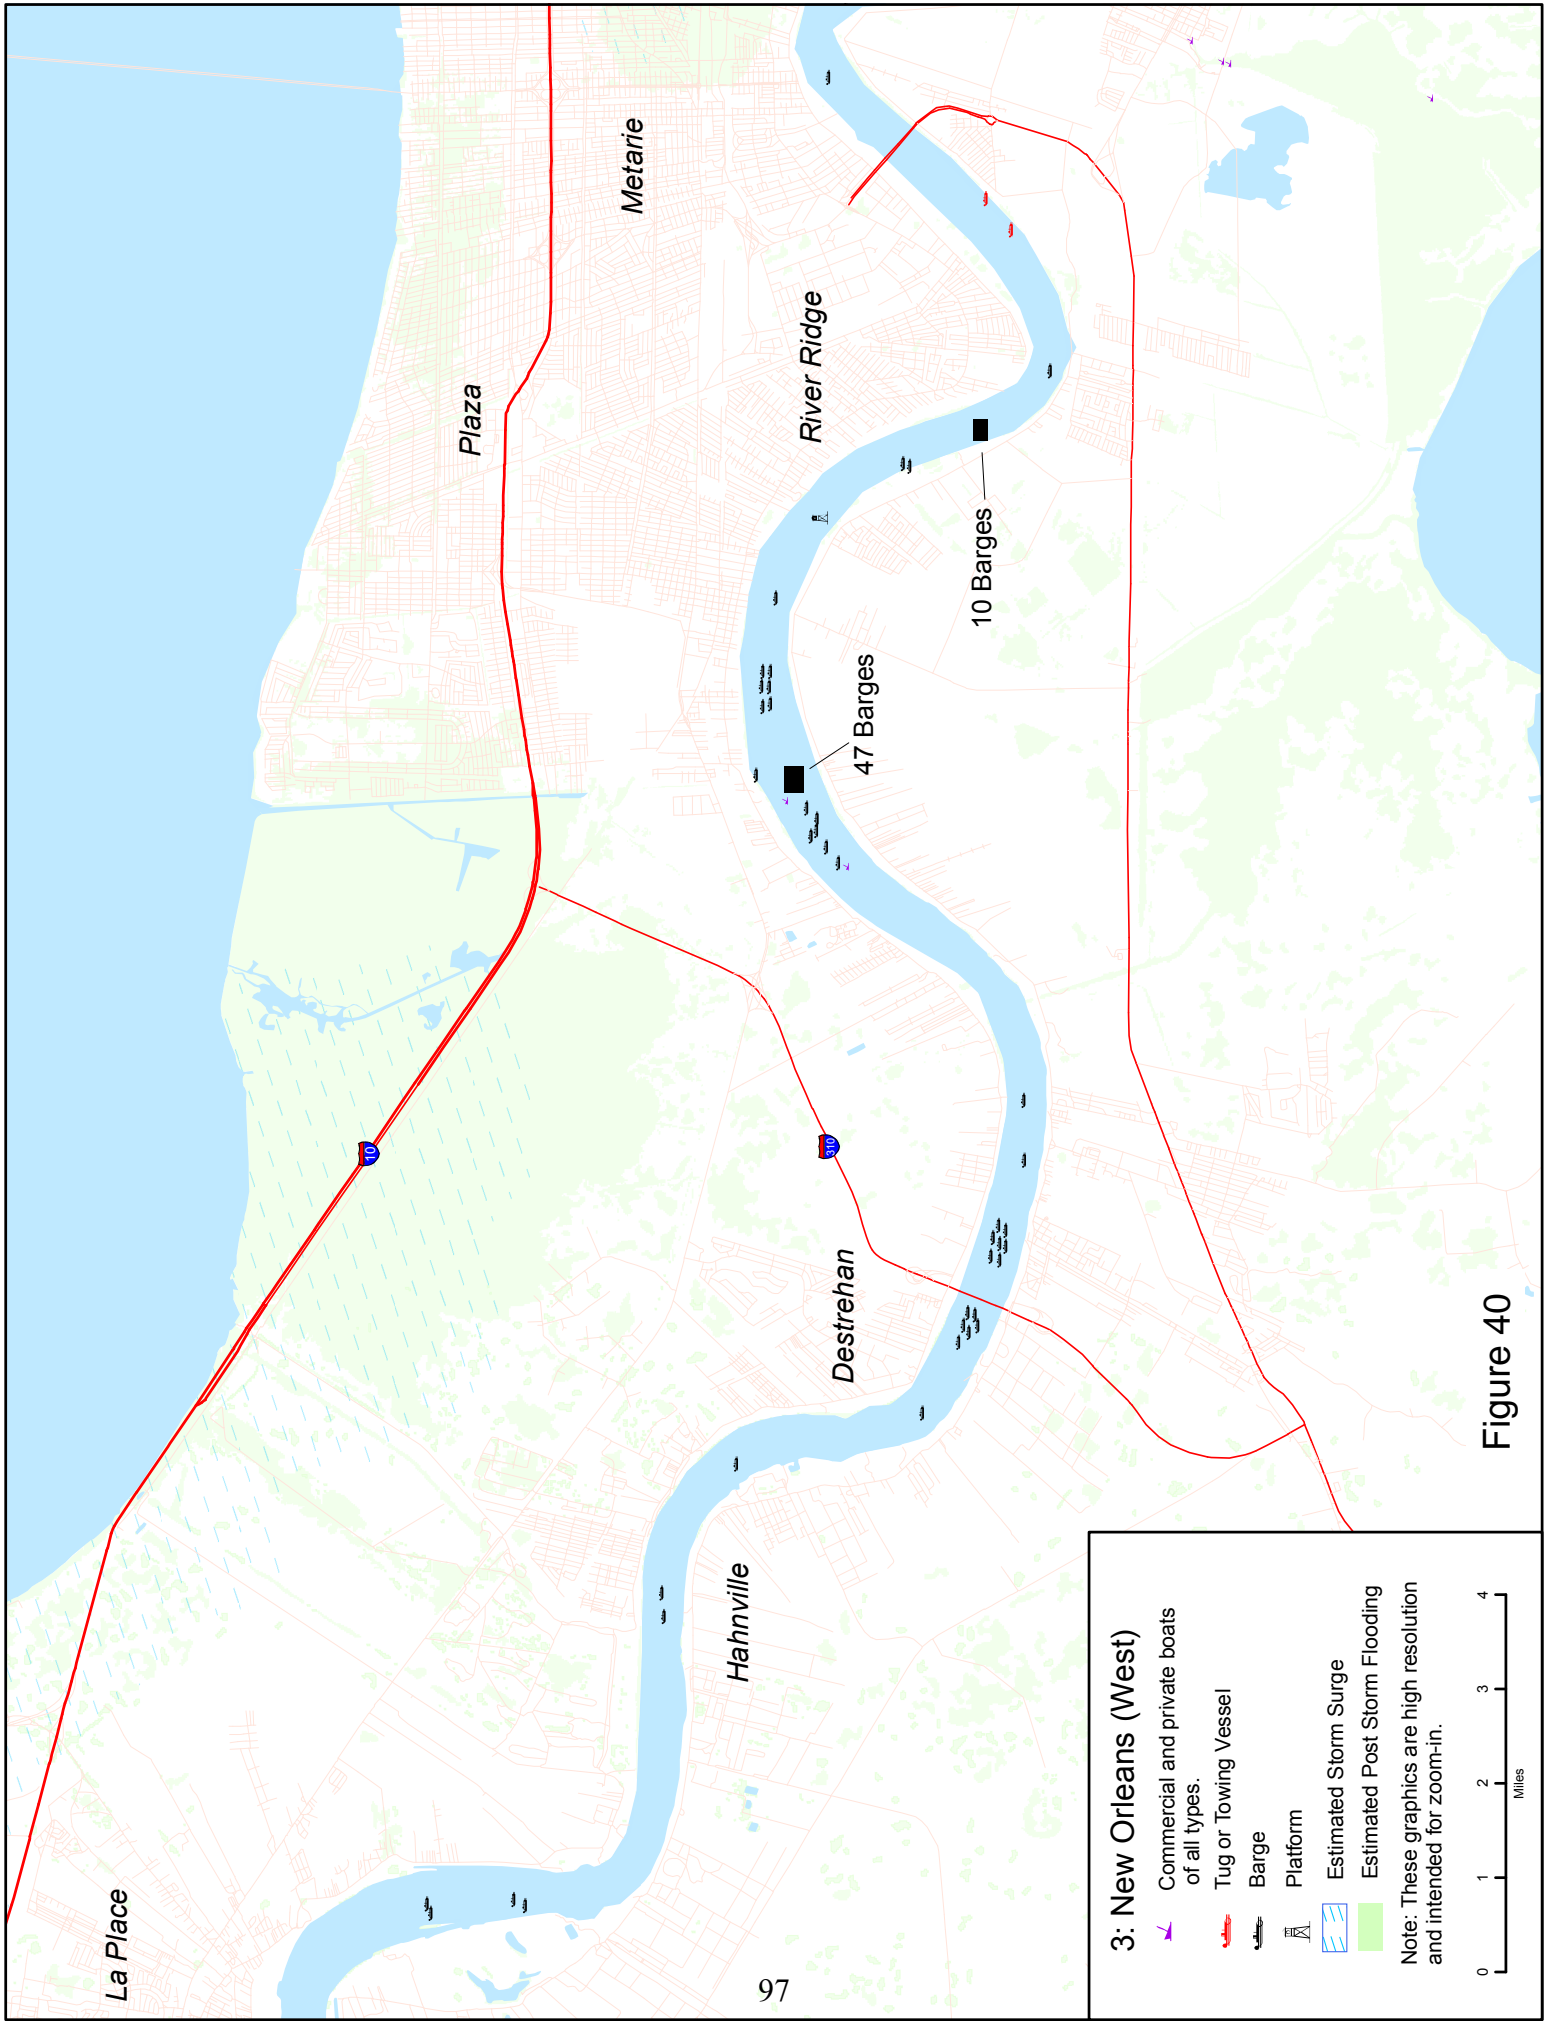 La Place
Hahnville
Destrehan
Plaza
Metarie
River Ridge
10
310
47 Barges
10 Barges
3: New Orleans (West)
Commercial and private boats
of all types.
Tug or Towing Vessel
Barge
Platform
Estimated Storm Surge
Estimated Post Storm Flooding
Note: These graphics are high resolution
and intended for zoom-in.
0 1 2 3 4
Miles
Figure 40
97